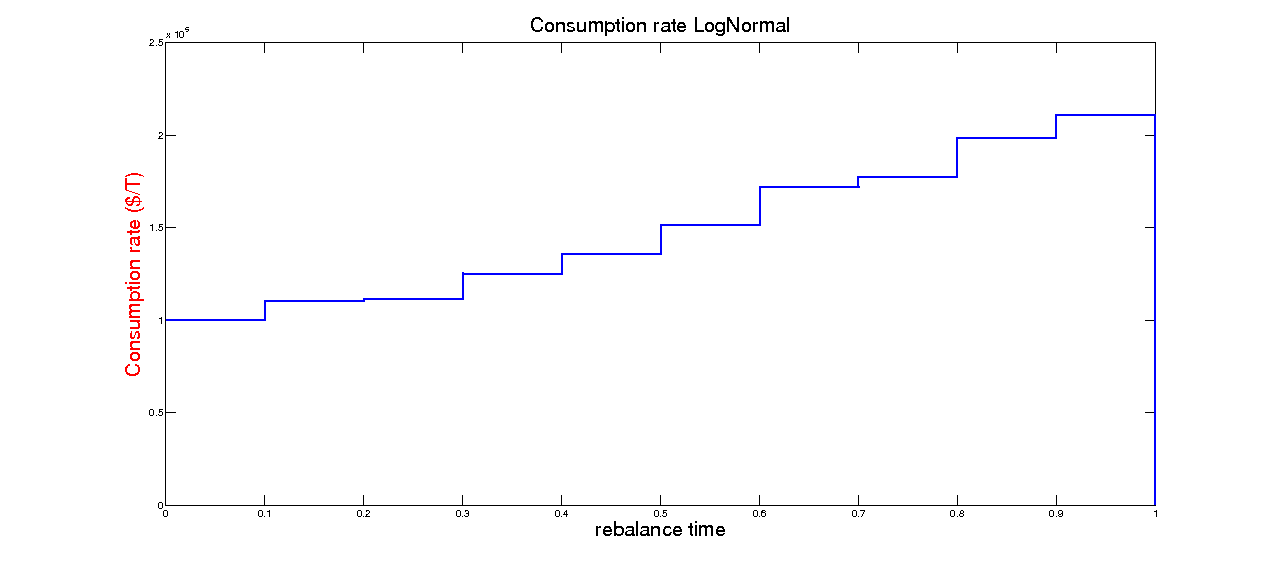 Consumption rate LogNormal
x 10^5
2.5
2
1.5
1
0.5
0
Consumption rate ($/T)
0 0.1 0.2 0.3 0.4 0.5 0.6 0.7 0.8 0.9 1
rebalance time